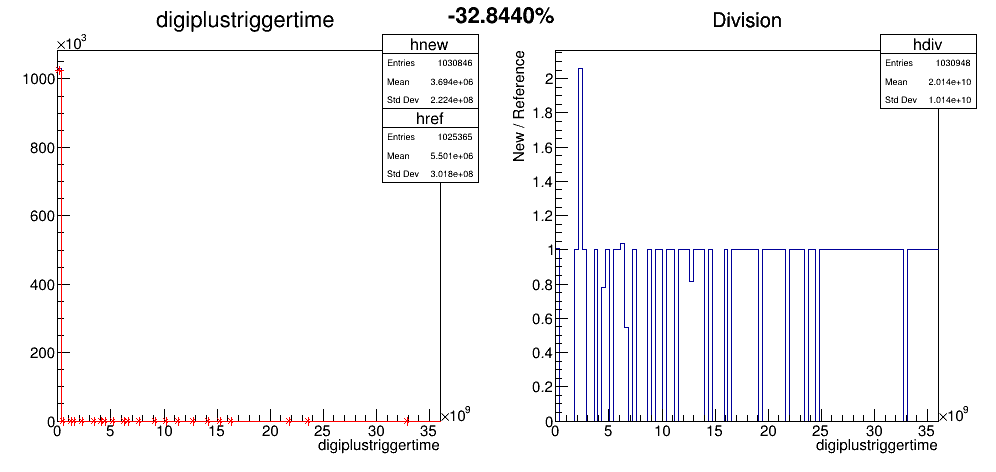 digiplustriggertime
-32.8440%
Division
×10³
hnew
Entries 1030846
Mean 3.694e+06
Std Dev 2.224e+08
href
Entries 1025365
Mean 5.501e+06
Std Dev 3.018e+08
1000
800
600
400
200
0
0 5 10 15 20 25 30 35
×10⁹
digiplustriggertime
hdiv
Entries 1030948
Mean 2.014e+10
Std Dev 1.014e+10
New / Reference
2
1.8
1.6
1.4
1.2
1
0.8
0.6
0.4
0.2
0
0 5 10 15 20 25 30 35
×10⁹
digiplustriggertime